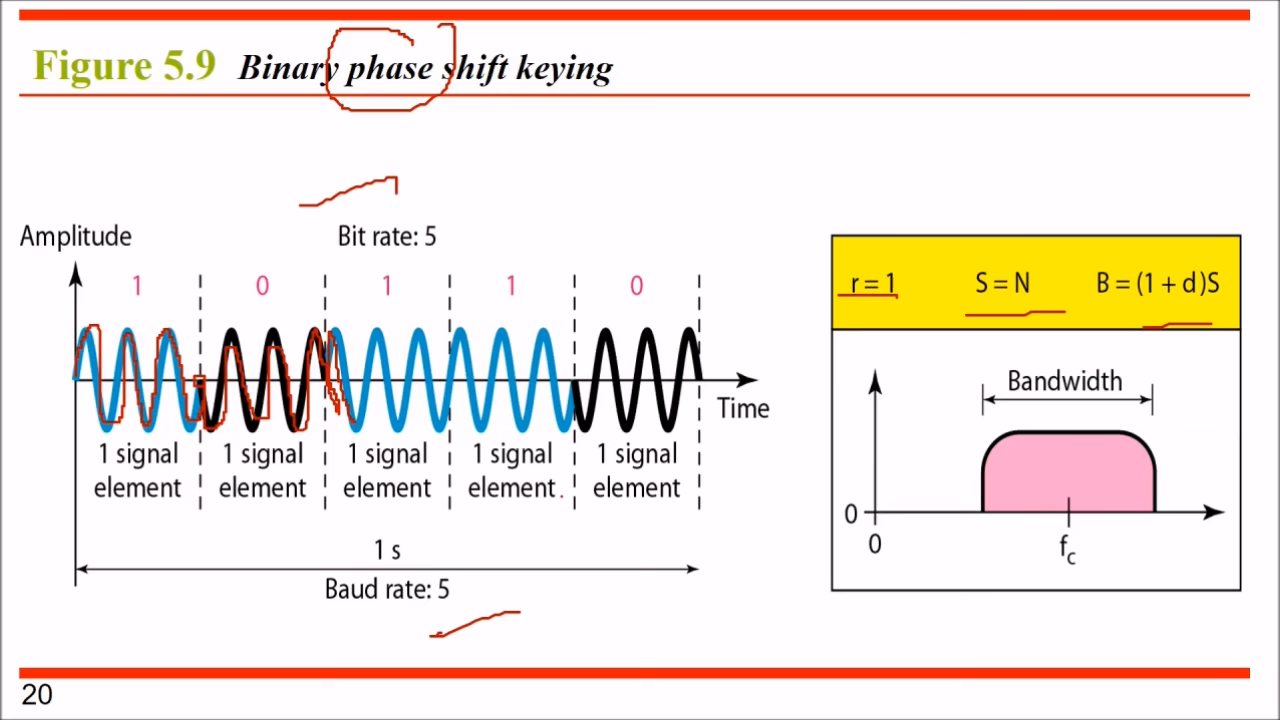 Figure 5.9 Binary phase shift keying
Amplitude
Bit rate: 5
1 0 1 1 0
Time
1 signal element
1 signal element
1 signal element
1 signal element
1 signal element
1 s
Baud rate: 5
r = 1 S = N B = (1 + d)S
Bandwidth
0
0
fc
20